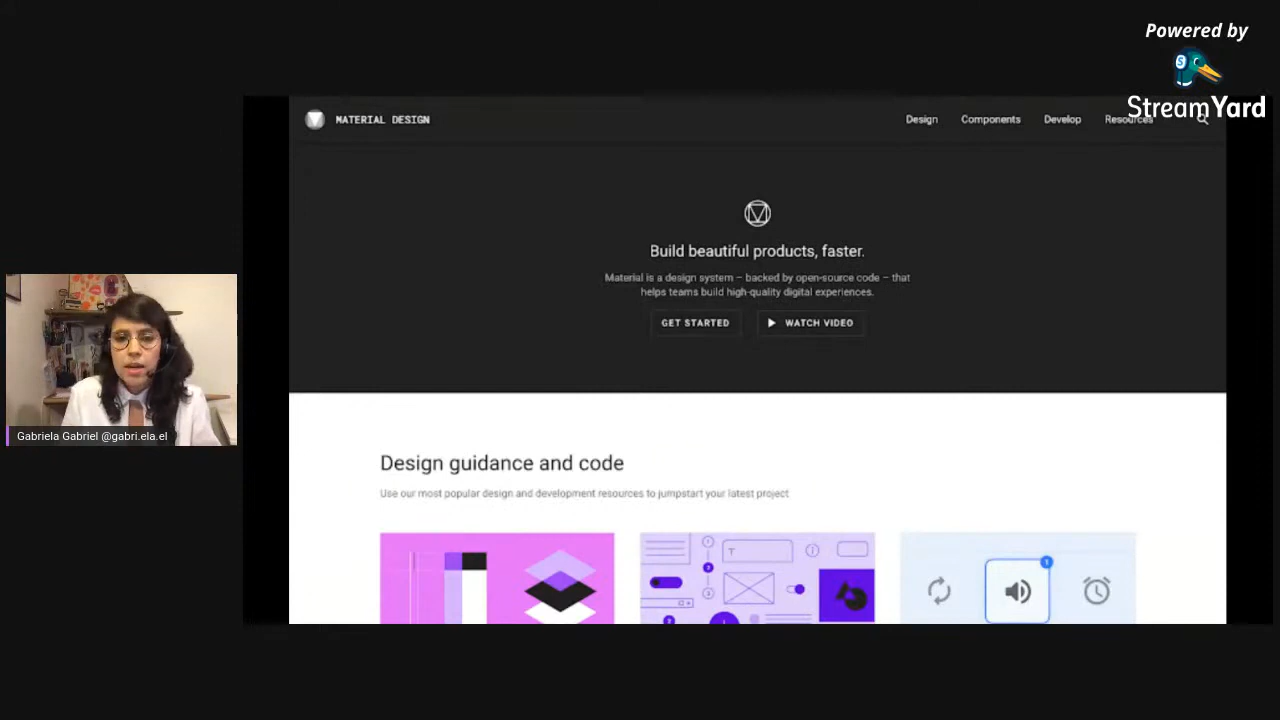 Powered by
StreamYard
MATERIAL DESIGN
Design Components Develop Resources
Build beautiful products, faster.
Material is a design system – backed by open-source code – that
helps teams build high-quality digital experiences.
GET STARTED
WATCH VIDEO
Gabriela Gabriel @gabri.ela.el
Design guidance and code
Use our most popular design and development resources to jumpstart your latest project